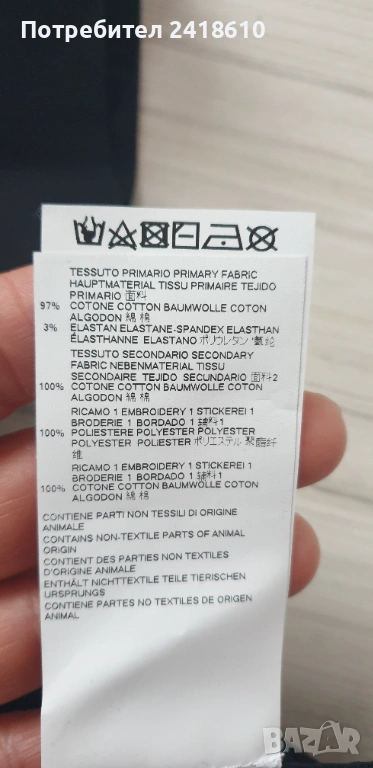 Потребител 2418610
TESSUTO PRIMARIO PRIMARY FABRIC
HAUPTMATERIAL TISSU PRIMAIRE TEJIDO
PRIMARIO 面料
97% COTONE COTTON BAUMWOLLE COTON
ALGODON 綿 棉
3% ELASTAN ELASTANE-SPANDEX ELASTHAN
ÉLASTHANNE ELASTANO ポリウレタン 氨纶
TESSUTO SECONDARIO SECONDARY
FABRIC NEBENMATERIAL TISSU
SECONDAIRE TEJIDO SECUNDARIO 面料2
100% COTONE COTTON BAUMWOLLE COTON
ALGODON 綿 棉
RICAMO 1 EMBROIDERY 1 STICKEREI 1
BRODERIE 1 BORDADO 1 辅料1
100% POLIESTERE POLYESTER POLYESTER
POLYESTER POLIESTER ポリエステル 聚酯纤
维
RICAMO 1 EMBROIDERY 1 STICKEREI 1
BRODERIE 1 BORDADO 1 辅料1
100% COTONE COTTON BAUMWOLLE COTON
ALGODON 綿 棉
CONTIENE PARTI NON TESSILI DI ORIGINE
ANIMALE
CONTAINS NON-TEXTILE PARTS OF ANIMAL
ORIGIN
CONTIENT DES PARTIES NON TEXTILES
D'ORIGINE ANIMALE
ENTHÄLT NICHTTEXTILE TEILE TIERISCHEN
URSPRUNGS
CONTIENE PARTES NO TEXTILES DE ORIGEN
ANIMAL
BAZAR